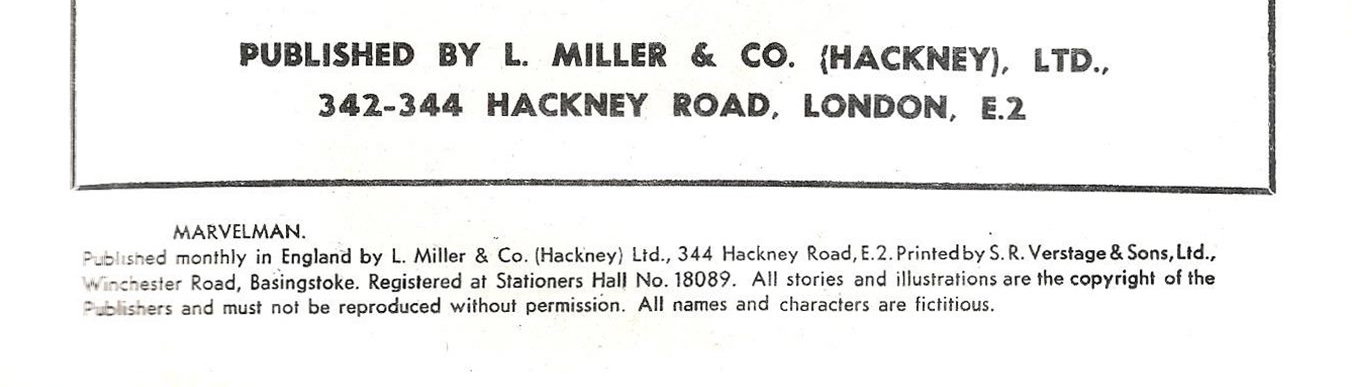 PUBLISHED BY L. MILLER & CO. (HACKNEY), LTD.,
342-344 HACKNEY ROAD, LONDON, E.2
MARVELMAN.
Published monthly in England by L. Miller & Co. (Hackney) Ltd., 344 Hackney Road, E.2. Printed by S. R. Verstage & Sons, Ltd.,
Winchester Road, Basingstoke. Registered at Stationers Hall No. 18089. All stories and illustrations are the copyright of the
Publishers and must not be reproduced without permission. All names and characters are fictitious.